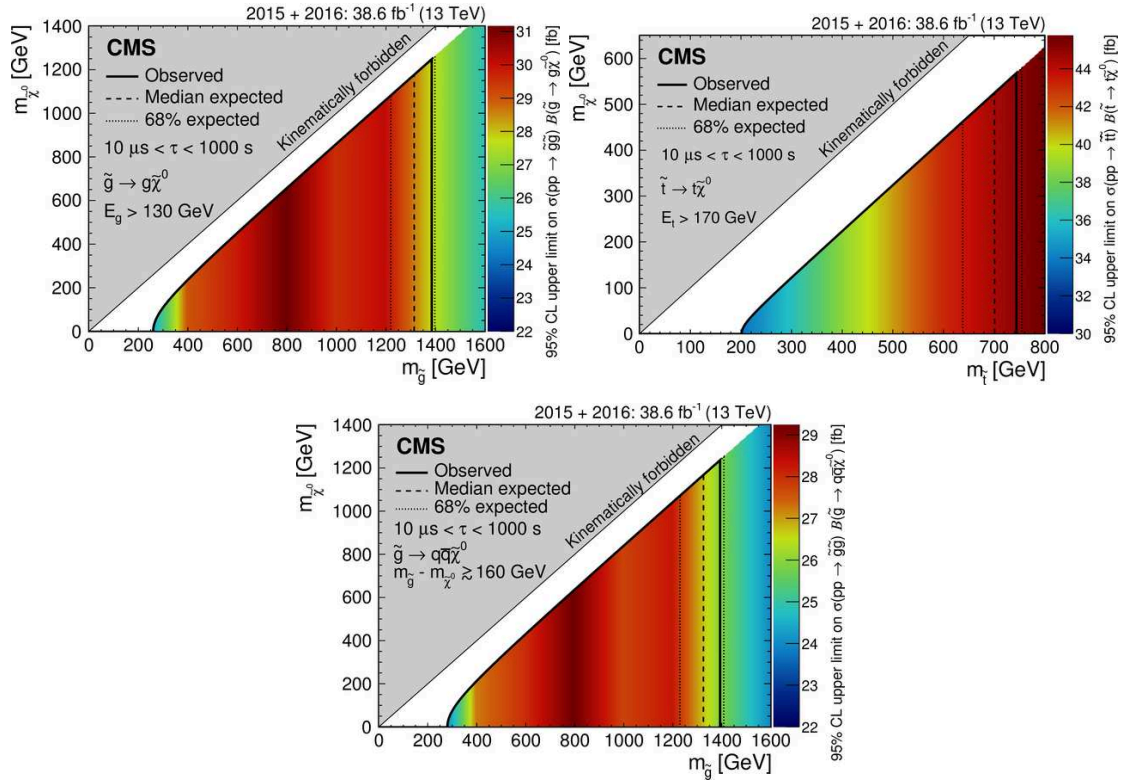 2015 + 2016: 38.6 fb⁻¹ (13 TeV)
CMS
Observed
Median expected
68% expected
10 μs < τ < 1000 s
g̃ → gχ̃⁰
E_g > 130 GeV
Kinematically forbidden
m_χ̃⁰ [GeV]
1400
1200
1000
800
600
400
200
0
0 200 400 600 800 1000 1200 1400 1600
m_g̃ [GeV]
31
30
29
28
27
26
25
24
23
22
95% CL upper limit on σ(pp → g̃g̃) B(g̃ → gχ̃⁰) [fb]
2015 + 2016: 38.6 fb⁻¹ (13 TeV)
CMS
Observed
Median expected
68% expected
10 μs < τ < 1000 s
t̃ → tχ̃⁰
E_t > 170 GeV
Kinematically forbidden
m_χ̃⁰ [GeV]
600
500
400
300
200
100
0
0 100 200 300 400 500 600 700 800
m_t̃ [GeV]
44
42
40
38
36
34
32
30
95% CL upper limit on σ(pp → t̃t̃) B(t̃ → tχ̃⁰) [fb]
2015 + 2016: 38.6 fb⁻¹ (13 TeV)
CMS
Observed
Median expected
68% expected
10 μs < τ < 1000 s
g̃ → qq̅χ̃⁰
m_g̃ - m_χ̃⁰ ≳ 160 GeV
Kinematically forbidden
m_χ̃⁰ [GeV]
1400
1200
1000
800
600
400
200
0
0 200 400 600 800 1000 1200 1400 1600
m_g̃ [GeV]
29
28
27
26
25
24
23
22
95% CL upper limit on σ(pp → g̃g̃) B(g̃ → qq̅χ̃⁰) [fb]